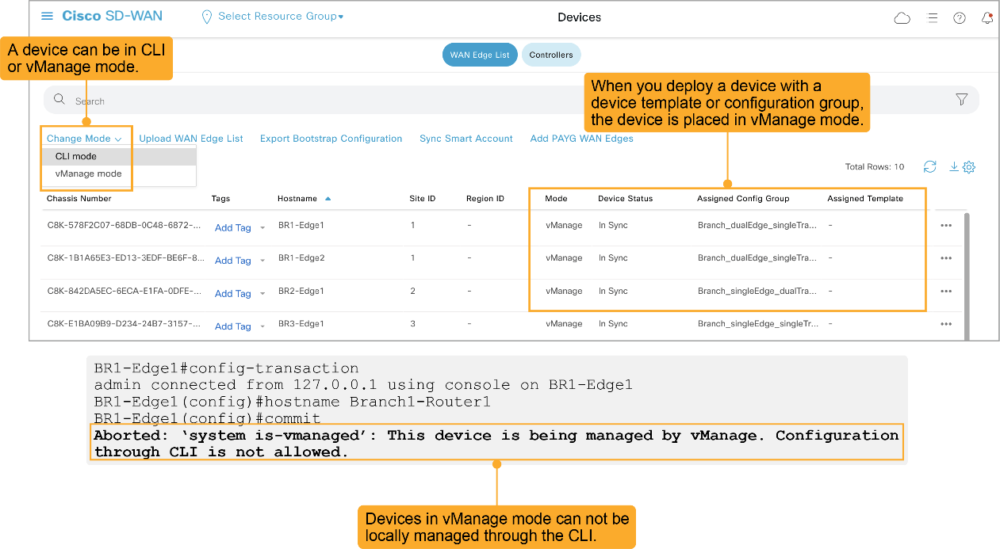 Cisco SD-WAN
Select Resource Group
Devices
A device can be in CLI
or vManage mode.
WAN Edge List
Controllers
When you deploy a device with a
device template or configuration group,
the device is placed in vManage mode.
Search
Change Mode Upload WAN Edge List Export Bootstrap Configuration Sync Smart Account Add PAYG WAN Edges
CLI mode
vManage mode
Total Rows: 10
Chassis Number Tags Hostname Site ID Region ID Mode Device Status Assigned Config Group Assigned Template
C8K-578F2C07-68DB-0C48-6872-... Add Tag BR1-Edge1 1 - vManage In Sync Branch_dualEdge_singleTra... -
C8K-1B1A65E3-ED13-3EDF-BE6F-8... Add Tag BR1-Edge2 1 - vManage In Sync Branch_dualEdge_singleTra... -
C8K-842DA5EC-6ECA-E1FA-0DFE-... Add Tag BR2-Edge1 2 - vManage In Sync Branch_singleEdge_dualTra... -
C8K-E1BA09B9-D234-24B7-3157-... Add Tag BR3-Edge1 3 - vManage In Sync Branch_singleEdge_singleTr... -
BR1-Edge1#config-transaction
admin connected from 127.0.0.1 using console on BR1-Edge1
BR1-Edge1(config)#hostname Branch1-Router1
BR1-Edge1(config)#commit
Aborted: ‘system is-vmanaged’: This device is being managed by vManage. Configuration
through CLI is not allowed.
Devices in vManage mode can not be
locally managed through the CLI.